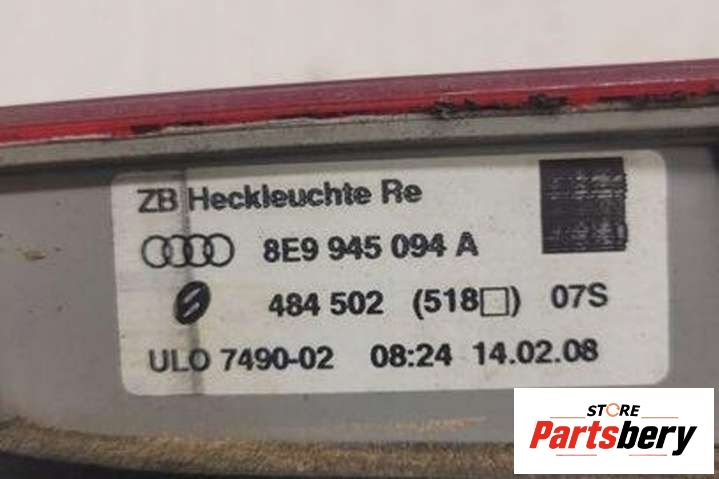 ZB Heckleuchte Re
8E9 945 094 A
484 502 (518□) 07S
ULO 7490-02 08:24 14.02.08
STORE
Partsbery